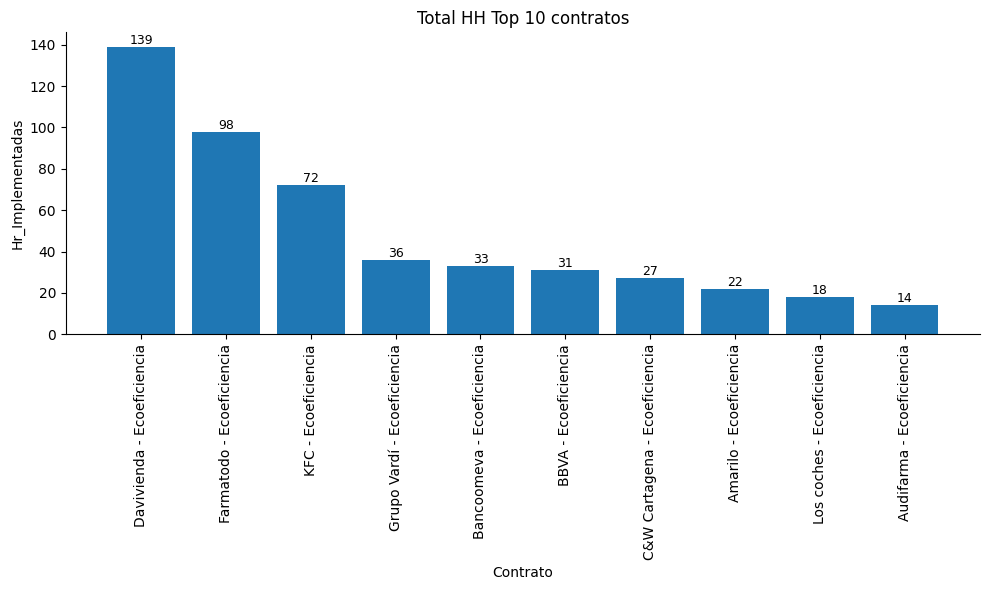 Total HH Top 10 contratos
Hr_Implementadas
140
120
100
80
60
40
20
0
139
98
72
36
33
31
27
22
18
14
Davivienda - Ecoeficiencia
Farmatodo - Ecoeficiencia
KFC - Ecoeficiencia
Grupo Vardí - Ecoeficiencia
Bancoomeva - Ecoeficiencia
BBVA - Ecoeficiencia
C&W Cartagena - Ecoeficiencia
Amarilo - Ecoeficiencia
Los coches - Ecoeficiencia
Audifarma - Ecoeficiencia
Contrato